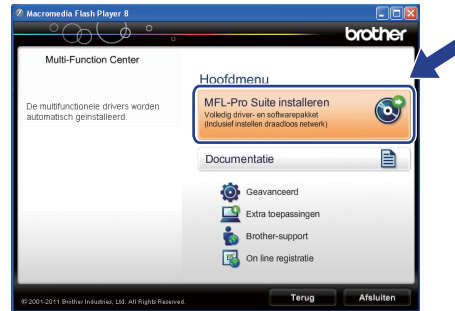 Macromedia Flash Player 8
brother
Multi-Function Center
De multifunctionele drivers worden
automatisch geïnstalleerd.
Hoofdmenu
MFL-Pro Suite installeren
Volledig driver- en softwarepakket
(Inclusief instellen draadloos netwerk)
Documentatie
Geavanceerd
Extra toepassingen
Brother-support
On line registratie
© 2001-2011 Brother Industries, Ltd. All Rights Reserved.
Terug
Afsluiten